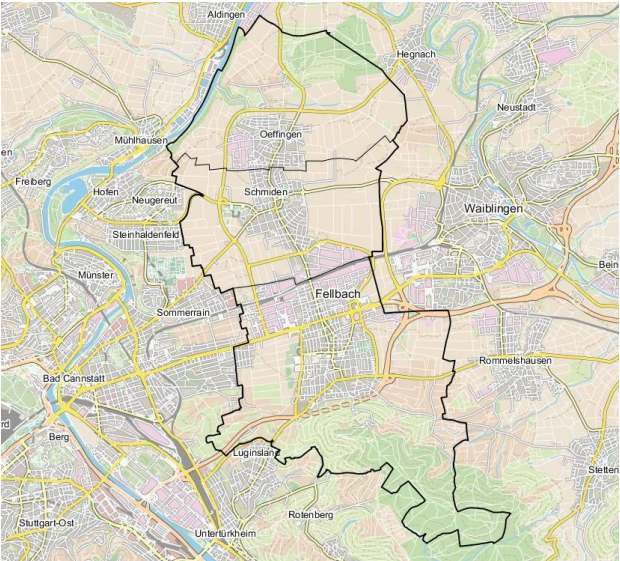 Aldingen
Hegnach
Neustadt
Oeffingen
Mühlhausen
en
Freiberg
Hofen
Neugereut
Schmiden
Waiblingen
Steinhaldenfeld
Münster
Bein
Fellbach
Sommerrain
Rommelshausen
Bad Cannstatt
rd
Berg
Luginsland
Stetten
Rotenberg
Stuttgart-Ost
Untertürkheim